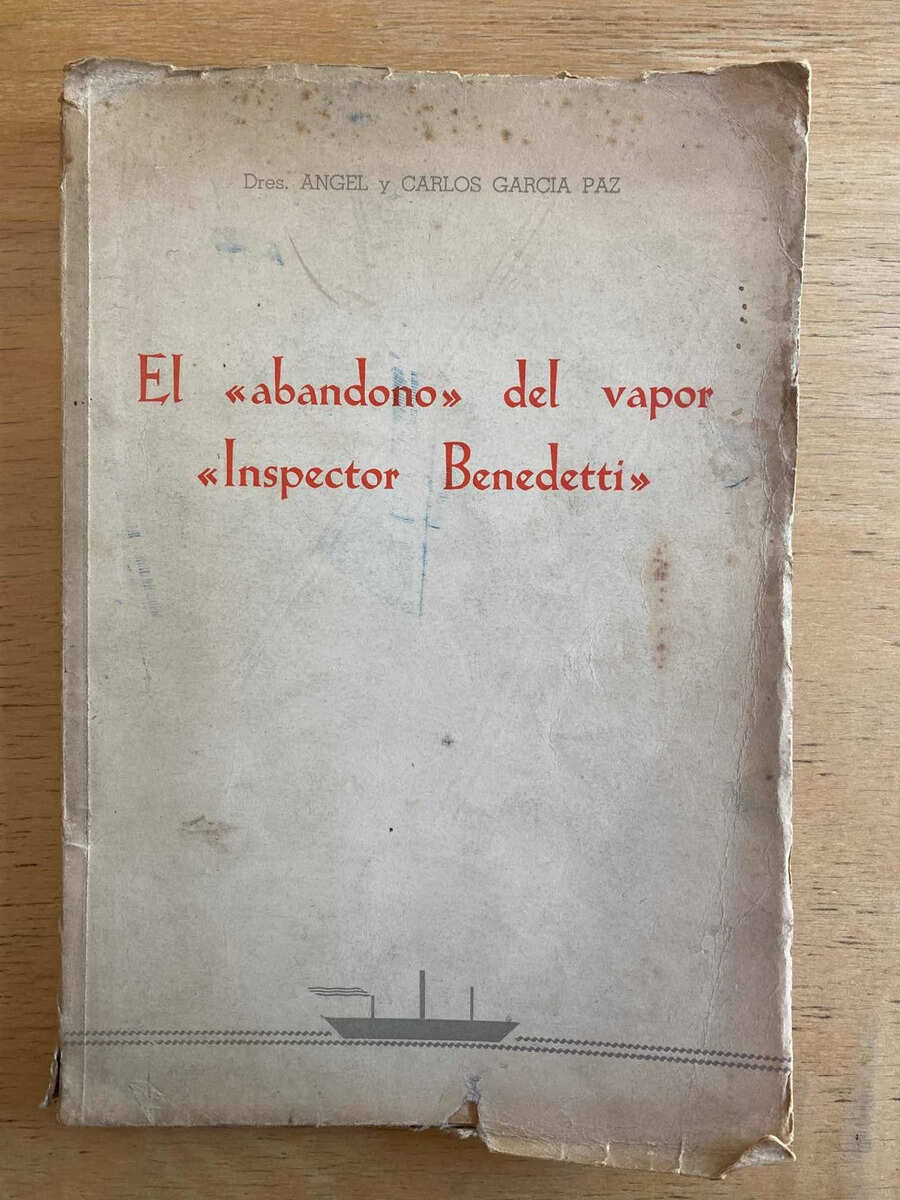 Dres. ANGEL y CARLOS GARCIA PAZ
El «abandono» del vapor
«Inspector Benedetti»